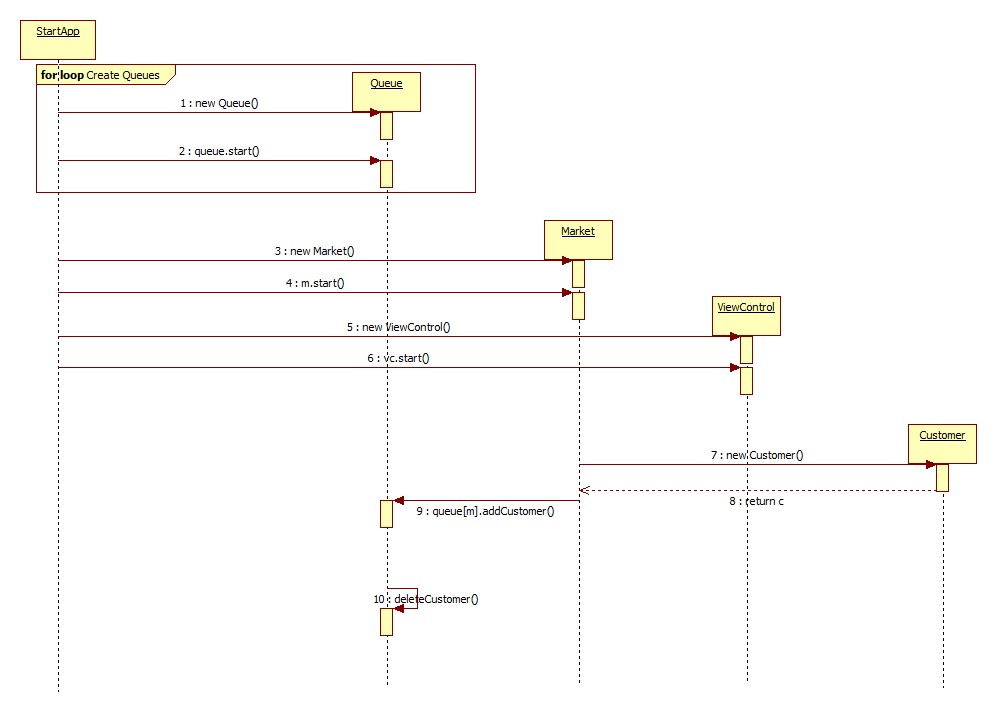 StartApp
for loop Create Queues
Queue
1 : new Queue()
2 : queue.start()
Market
3 : new Market()
4 : m.start()
ViewControl
5 : new ViewControl()
6 : vc.start()
Customer
7 : new Customer()
8 : return c
9 : queue[m].addCustomer()
10 : deleteCustomer()